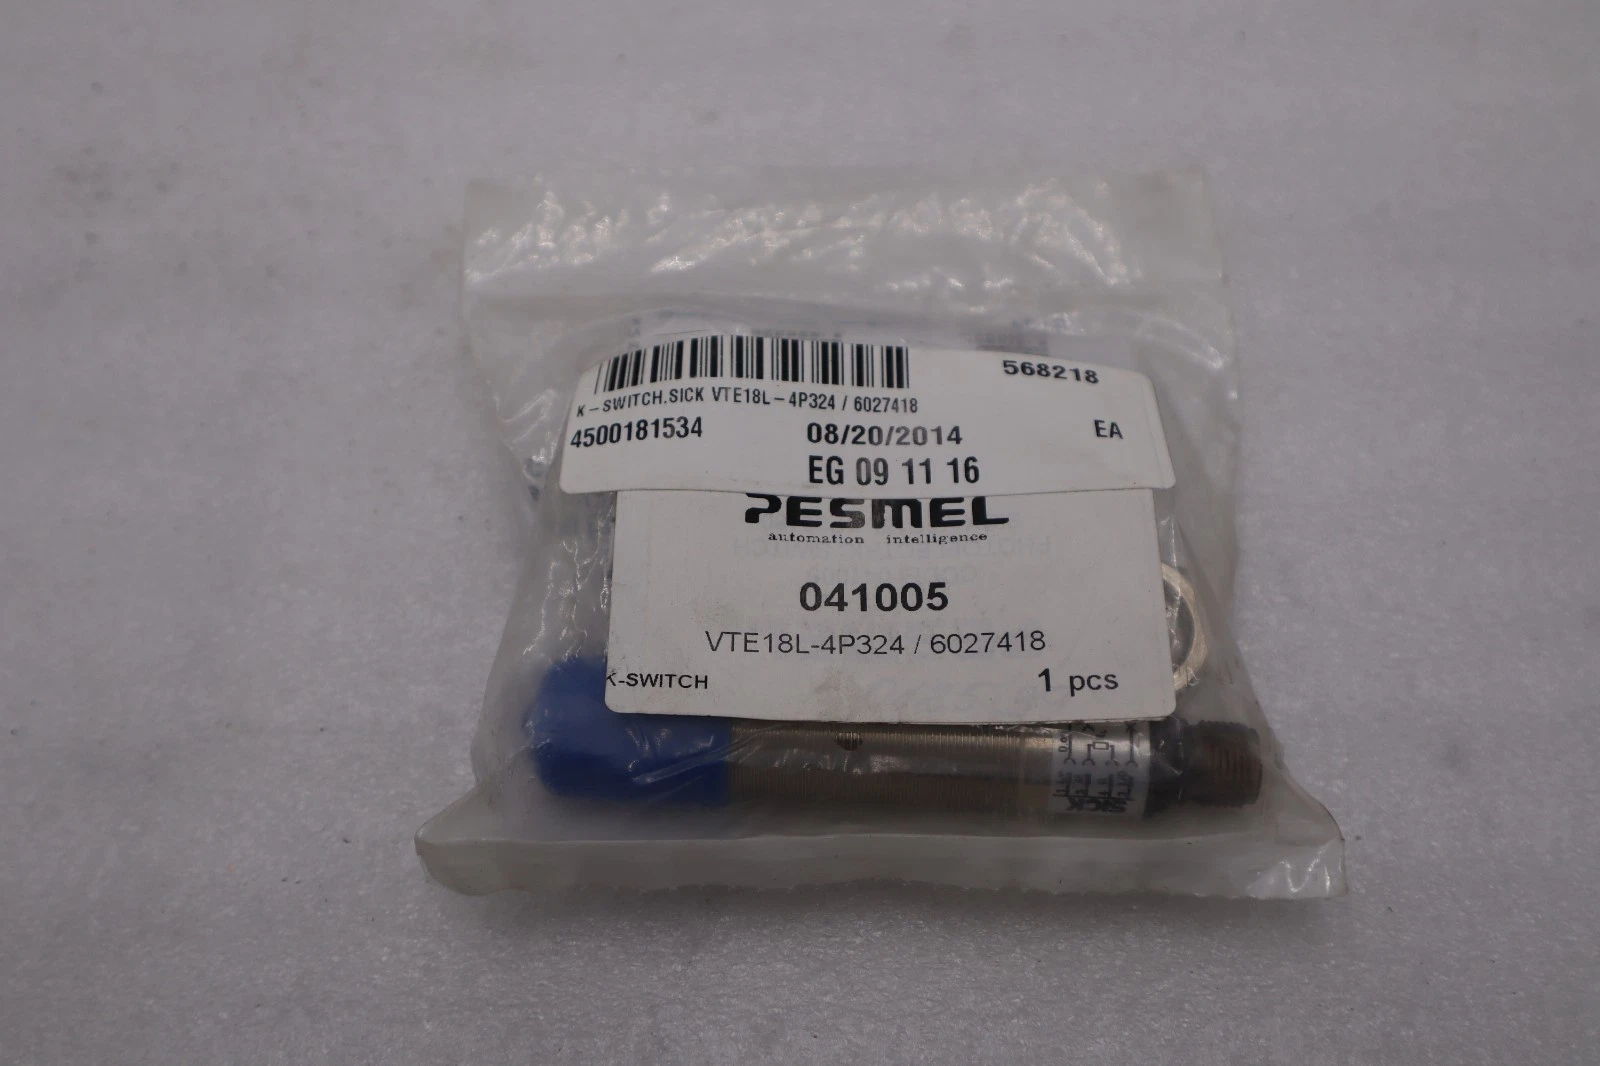 568218
K-SWITCH.SICK VTE18L-4P324 / 6027418
4500181534 08/20/2014 EA
EG 09 11 16
PESMEL
automation intelligence
041005
VTE18L-4P324 / 6027418
K-SWITCH 1 pcs
SICK